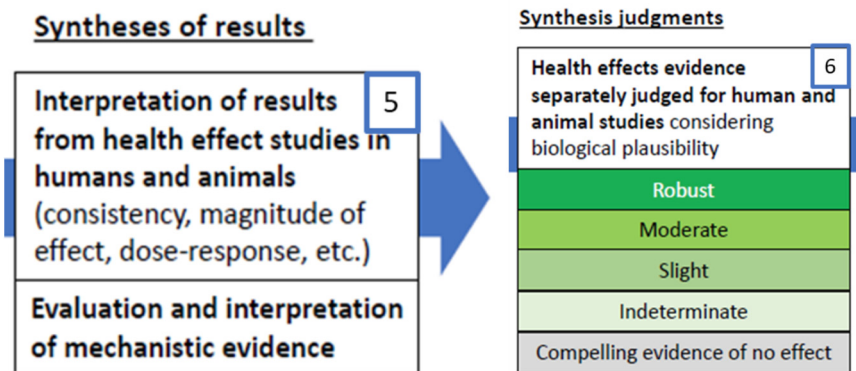 Syntheses of results
5
Interpretation of results
from health effect studies in
humans and animals
(consistency, magnitude of
effect, dose-response, etc.)
Evaluation and interpretation
of mechanistic evidence
Synthesis judgments
6
Health effects evidence
separately judged for human and
animal studies considering
biological plausibility
Robust
Moderate
Slight
Indeterminate
Compelling evidence of no effect